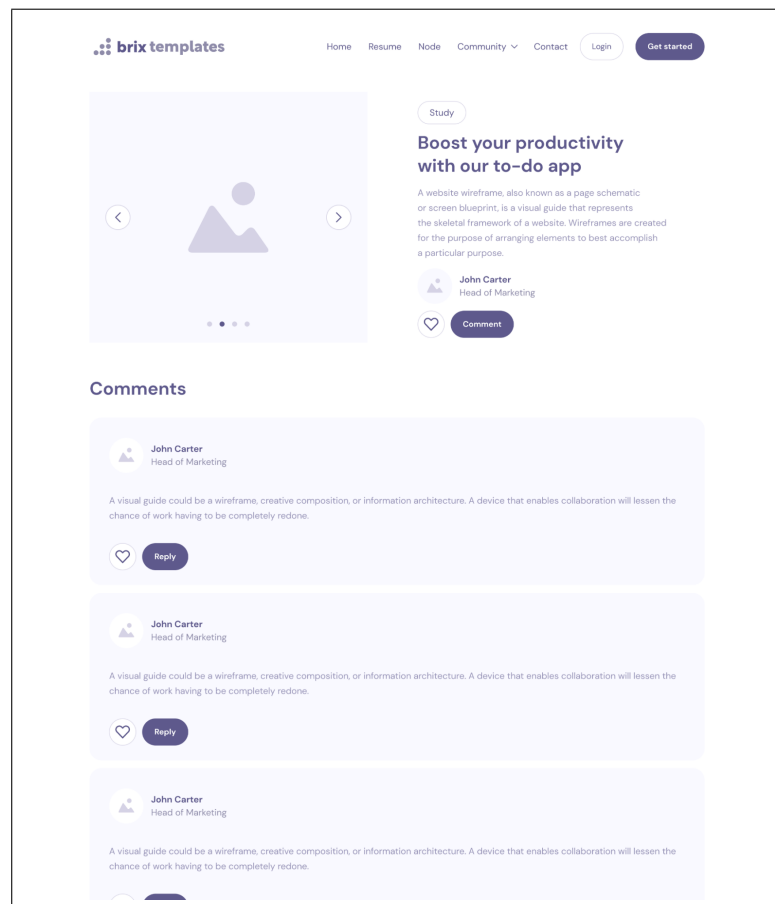 brix templates
Home Resume Node Community Contact Login Get started
Study
Boost your productivity
with our to-do app
A website wireframe, also known as a page schematic
or screen blueprint, is a visual guide that represents
the skeletal framework of a website. Wireframes are created
for the purpose of arranging elements to best accomplish
a particular purpose.
John Carter
Head of Marketing
Comment
Comments
John Carter
Head of Marketing
A visual guide could be a wireframe, creative composition, or information architecture. A device that enables collaboration will lessen the
chance of work having to be completely redone.
Reply
John Carter
Head of Marketing
A visual guide could be a wireframe, creative composition, or information architecture. A device that enables collaboration will lessen the
chance of work having to be completely redone.
Reply
John Carter
Head of Marketing
A visual guide could be a wireframe, creative composition, or information architecture. A device that enables collaboration will lessen the
chance of work having to be completely redone.